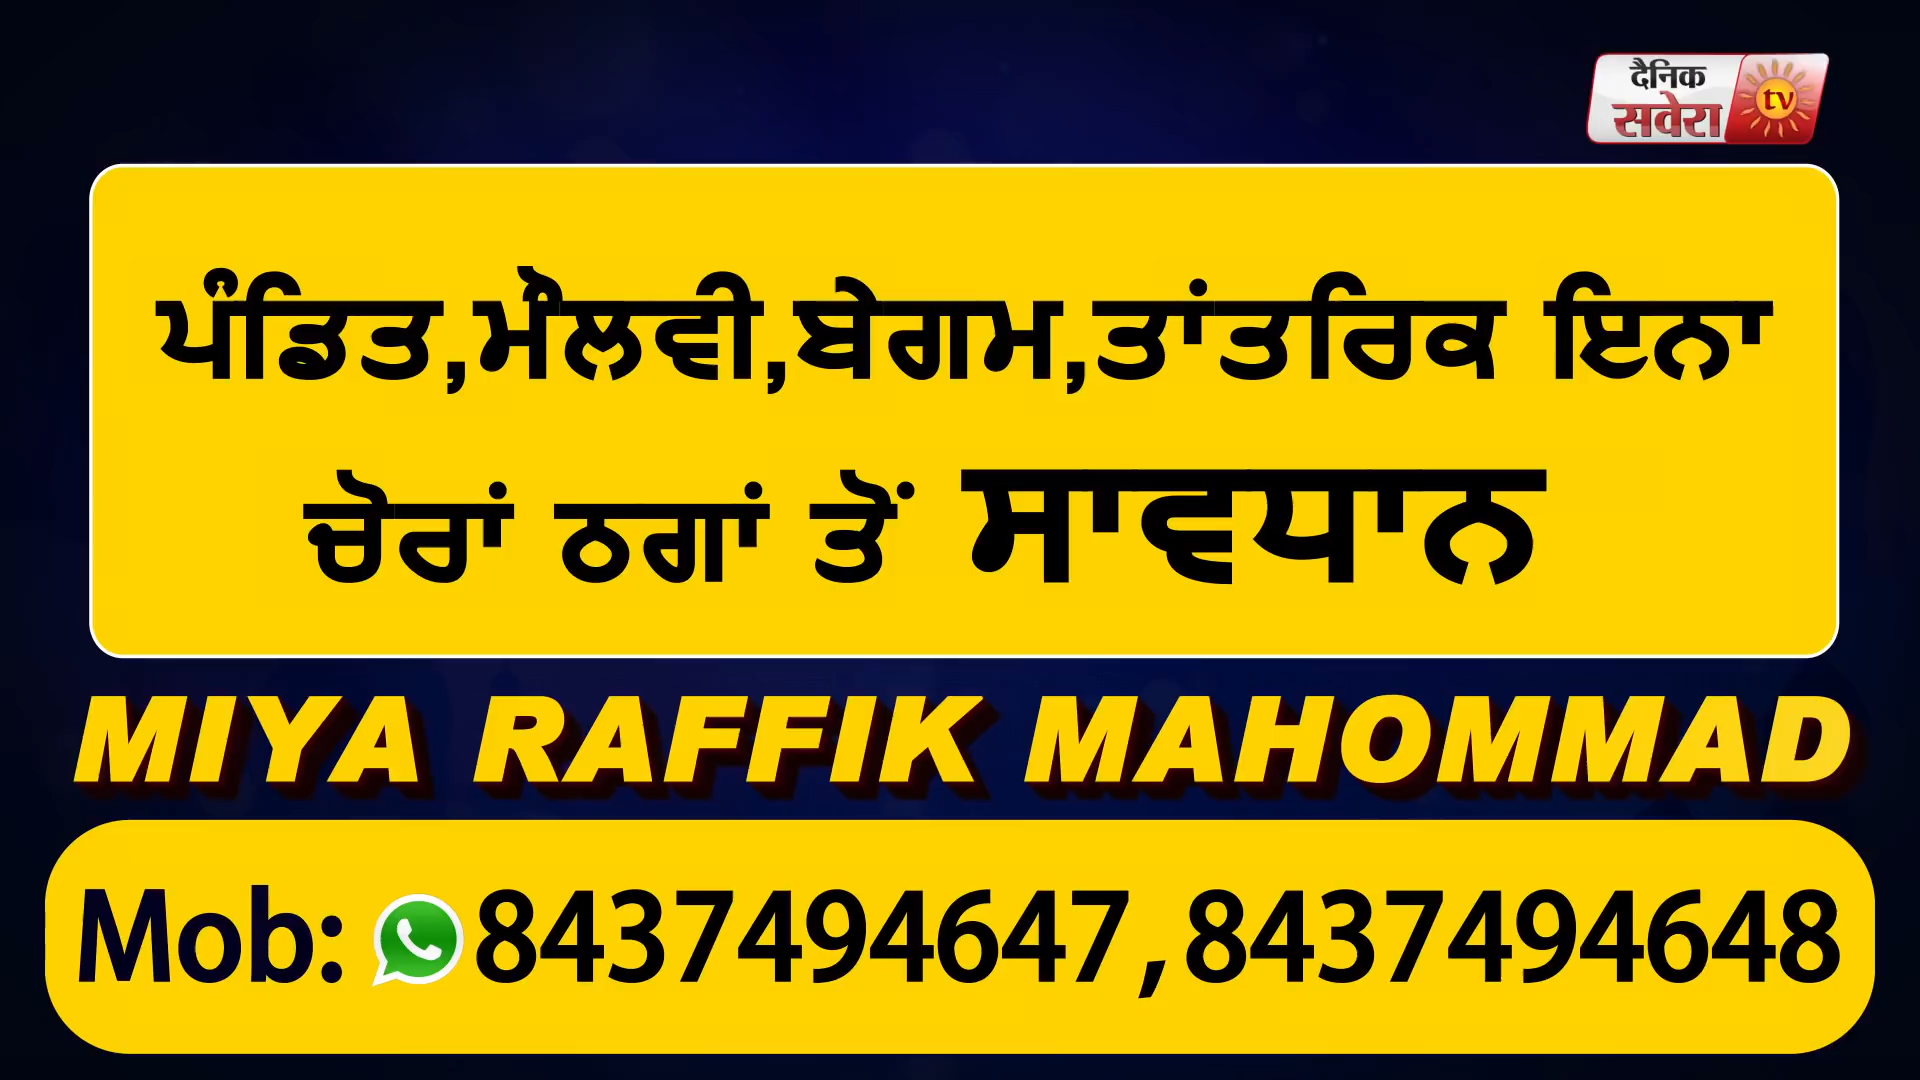 दैनिक
सवेरा tv
ਪੰਡਿਤ,ਮੌਲਵੀ,ਬੇਗਮ,ਤਾਂਤਰਿਕ ਇਨਾ
ਚੋਰਾਂ ਠਗਾਂ ਤੋਂ ਸਾਵਧਾਨ
MIYA RAFFIK MAHOMMAD
Mob: 8437494647,8437494648